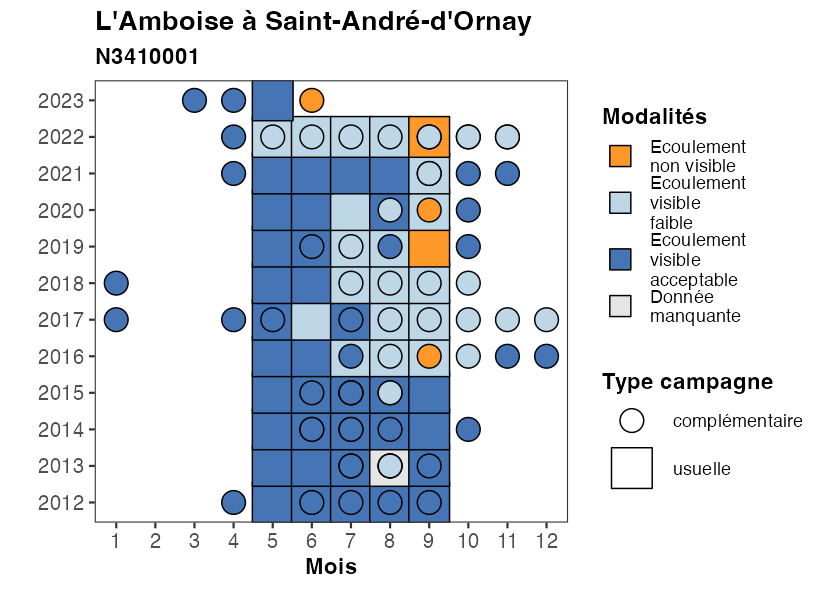 L'Amboise à Saint-André-d'Ornay
N3410001
2023
2022
2021
2020
2019
2018
2017
2016
2015
2014
2013
2012
1 2 3 4 5 6 7 8 9 10 11 12
Mois
Modalités
Ecoulement
non visible
Ecoulement
visible
faible
Ecoulement
visible
acceptable
Donnée
manquante
Type campagne
complémentaire
usuelle